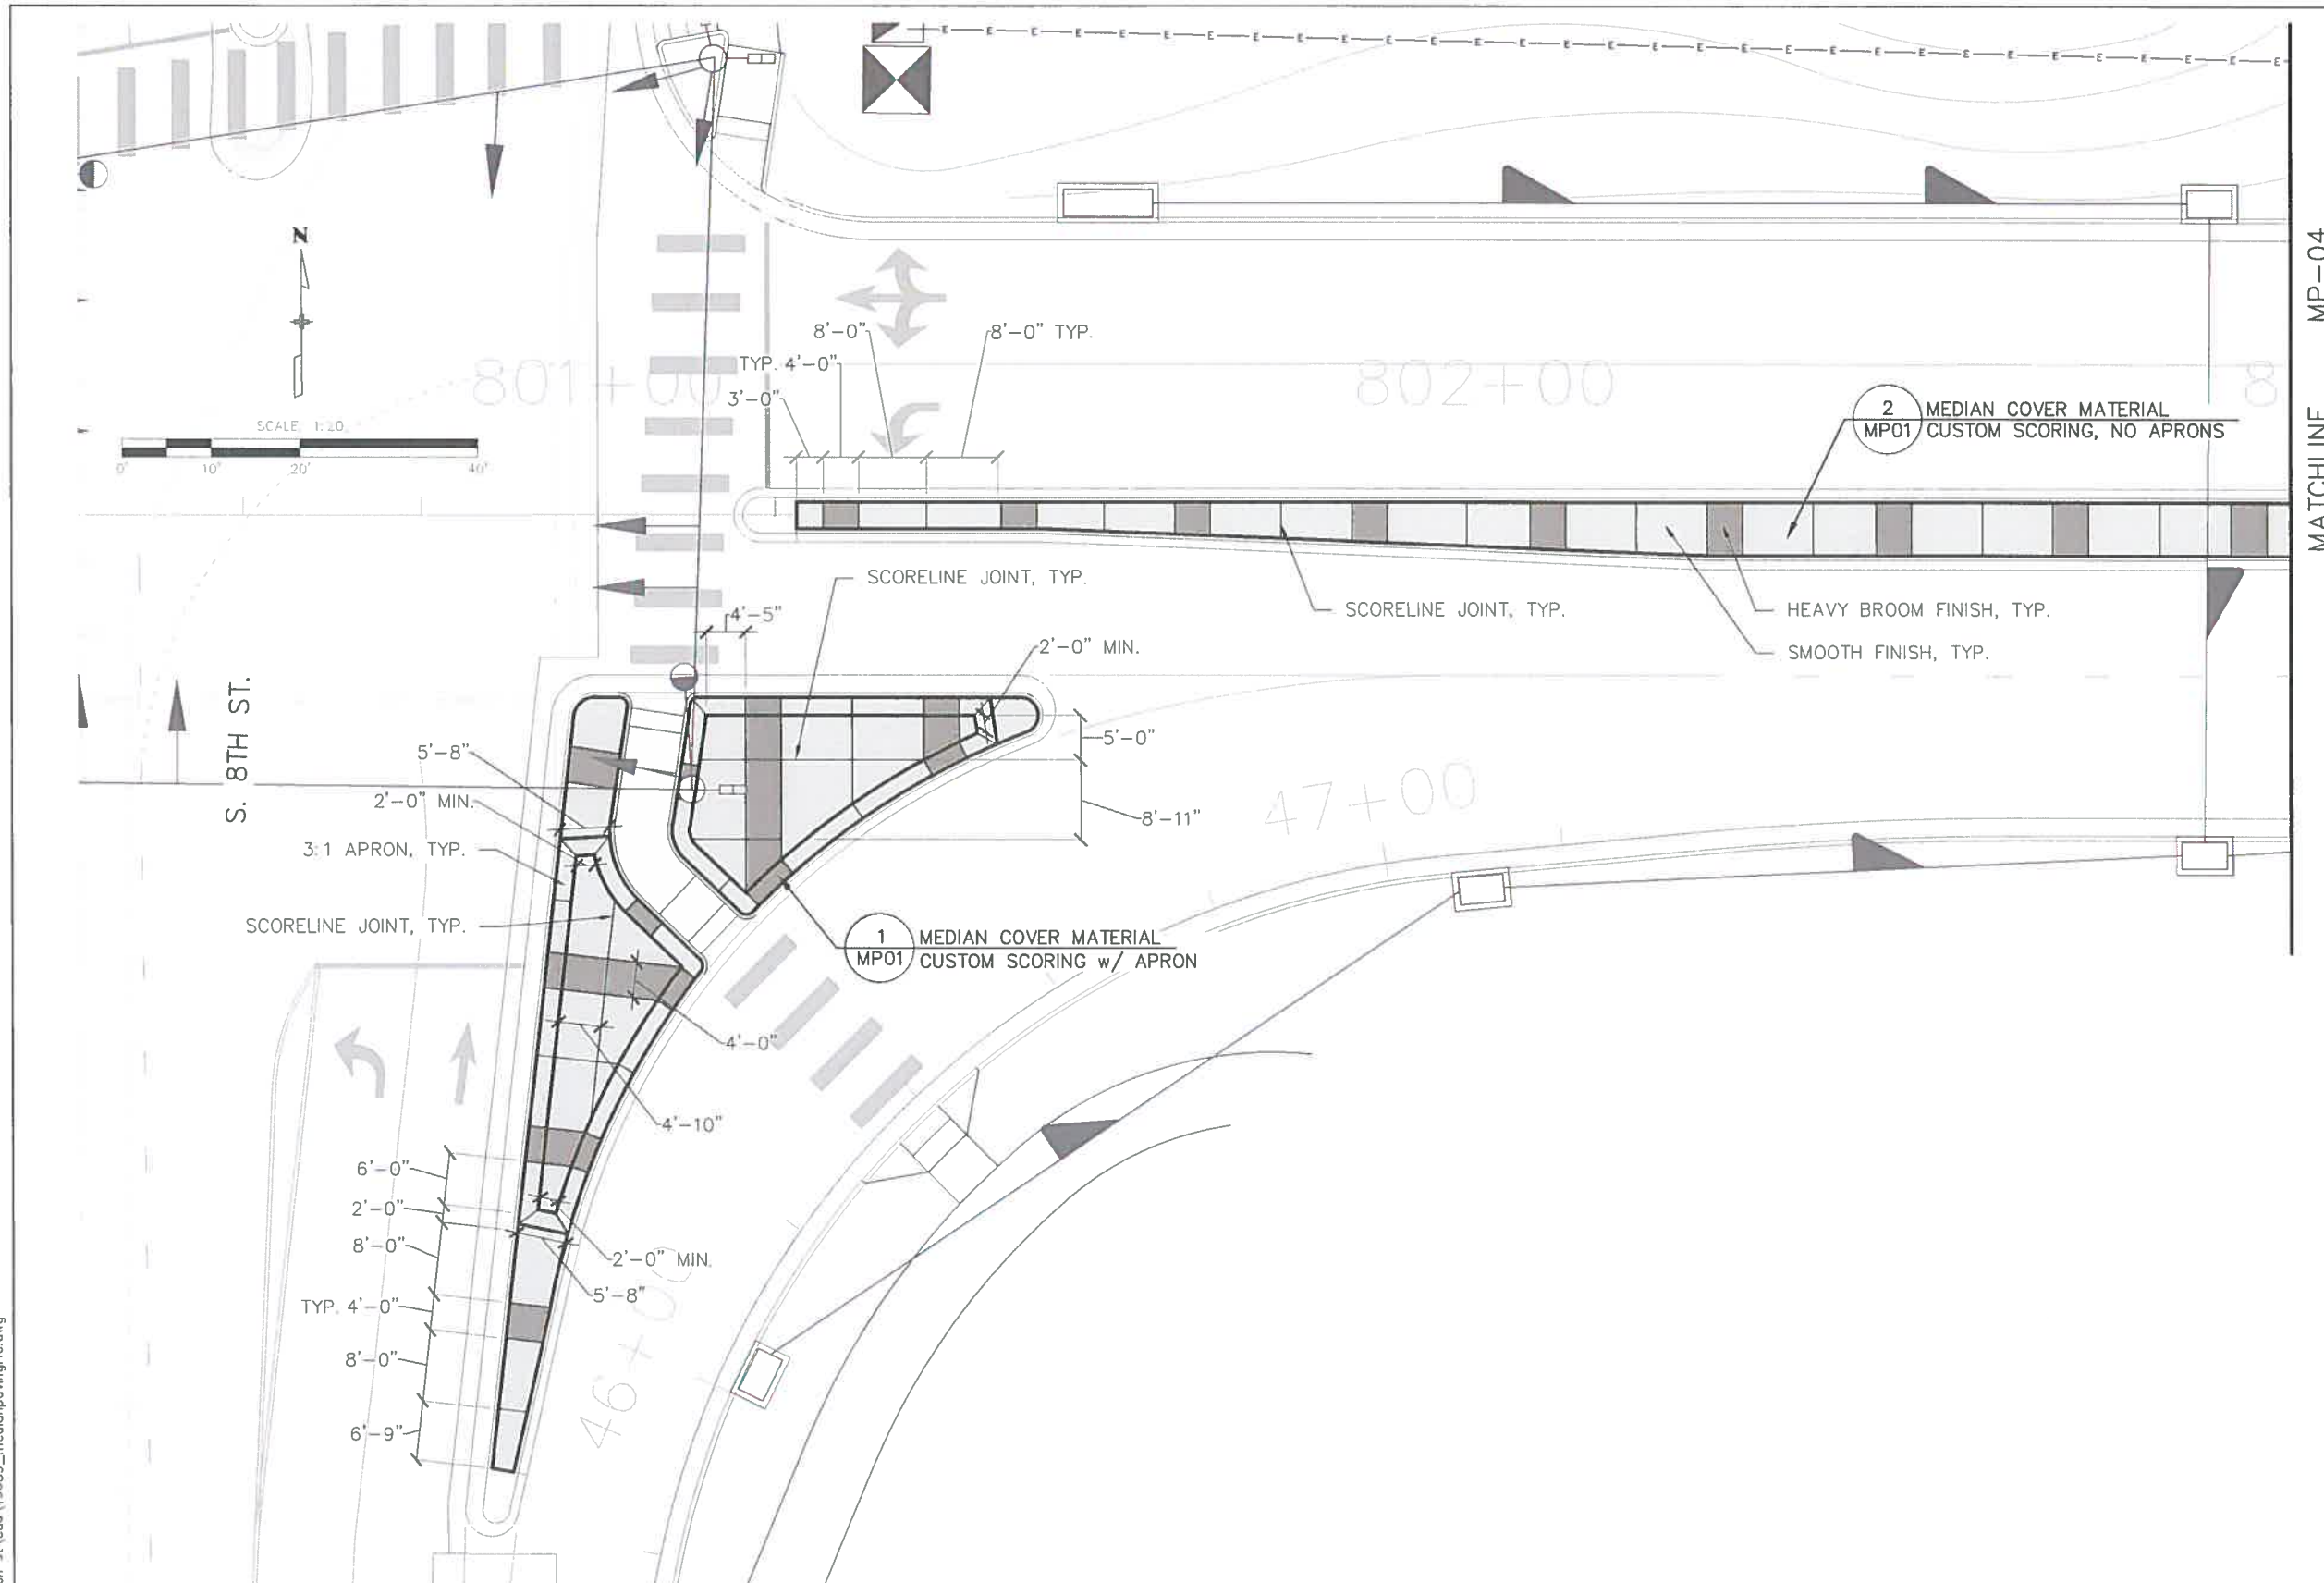 E E E E E E E E E E E E E E E E E E E E E E E E E E E E E E
N
SCALE 1:20
0' 10' 20' 40'
801+00
802+00
8
MP-04
MATCHLINE
8'-0"
8'-0" TYP.
TYP. 4'-0"
3'-0"
2
MP01
MEDIAN COVER MATERIAL
CUSTOM SCORING, NO APRONS
SCORELINE JOINT, TYP.
SCORELINE JOINT, TYP.
HEAVY BROOM FINISH, TYP.
SMOOTH FINISH, TYP.
4'-5"
2'-0" MIN.
S. 8TH ST.
5'-8"
2'-0" MIN.
3:1 APRON, TYP.
SCORELINE JOINT, TYP.
5'-0"
8'-11"
47+00
1
MP01
MEDIAN COVER MATERIAL
CUSTOM SCORING w/ APRON
4'-0"
4'-10"
6'-0"
2'-0"
8'-0"
TYP. 4'-0"
8'-0"
6'-9"
2'-0" MIN.
5'-8"
46+00